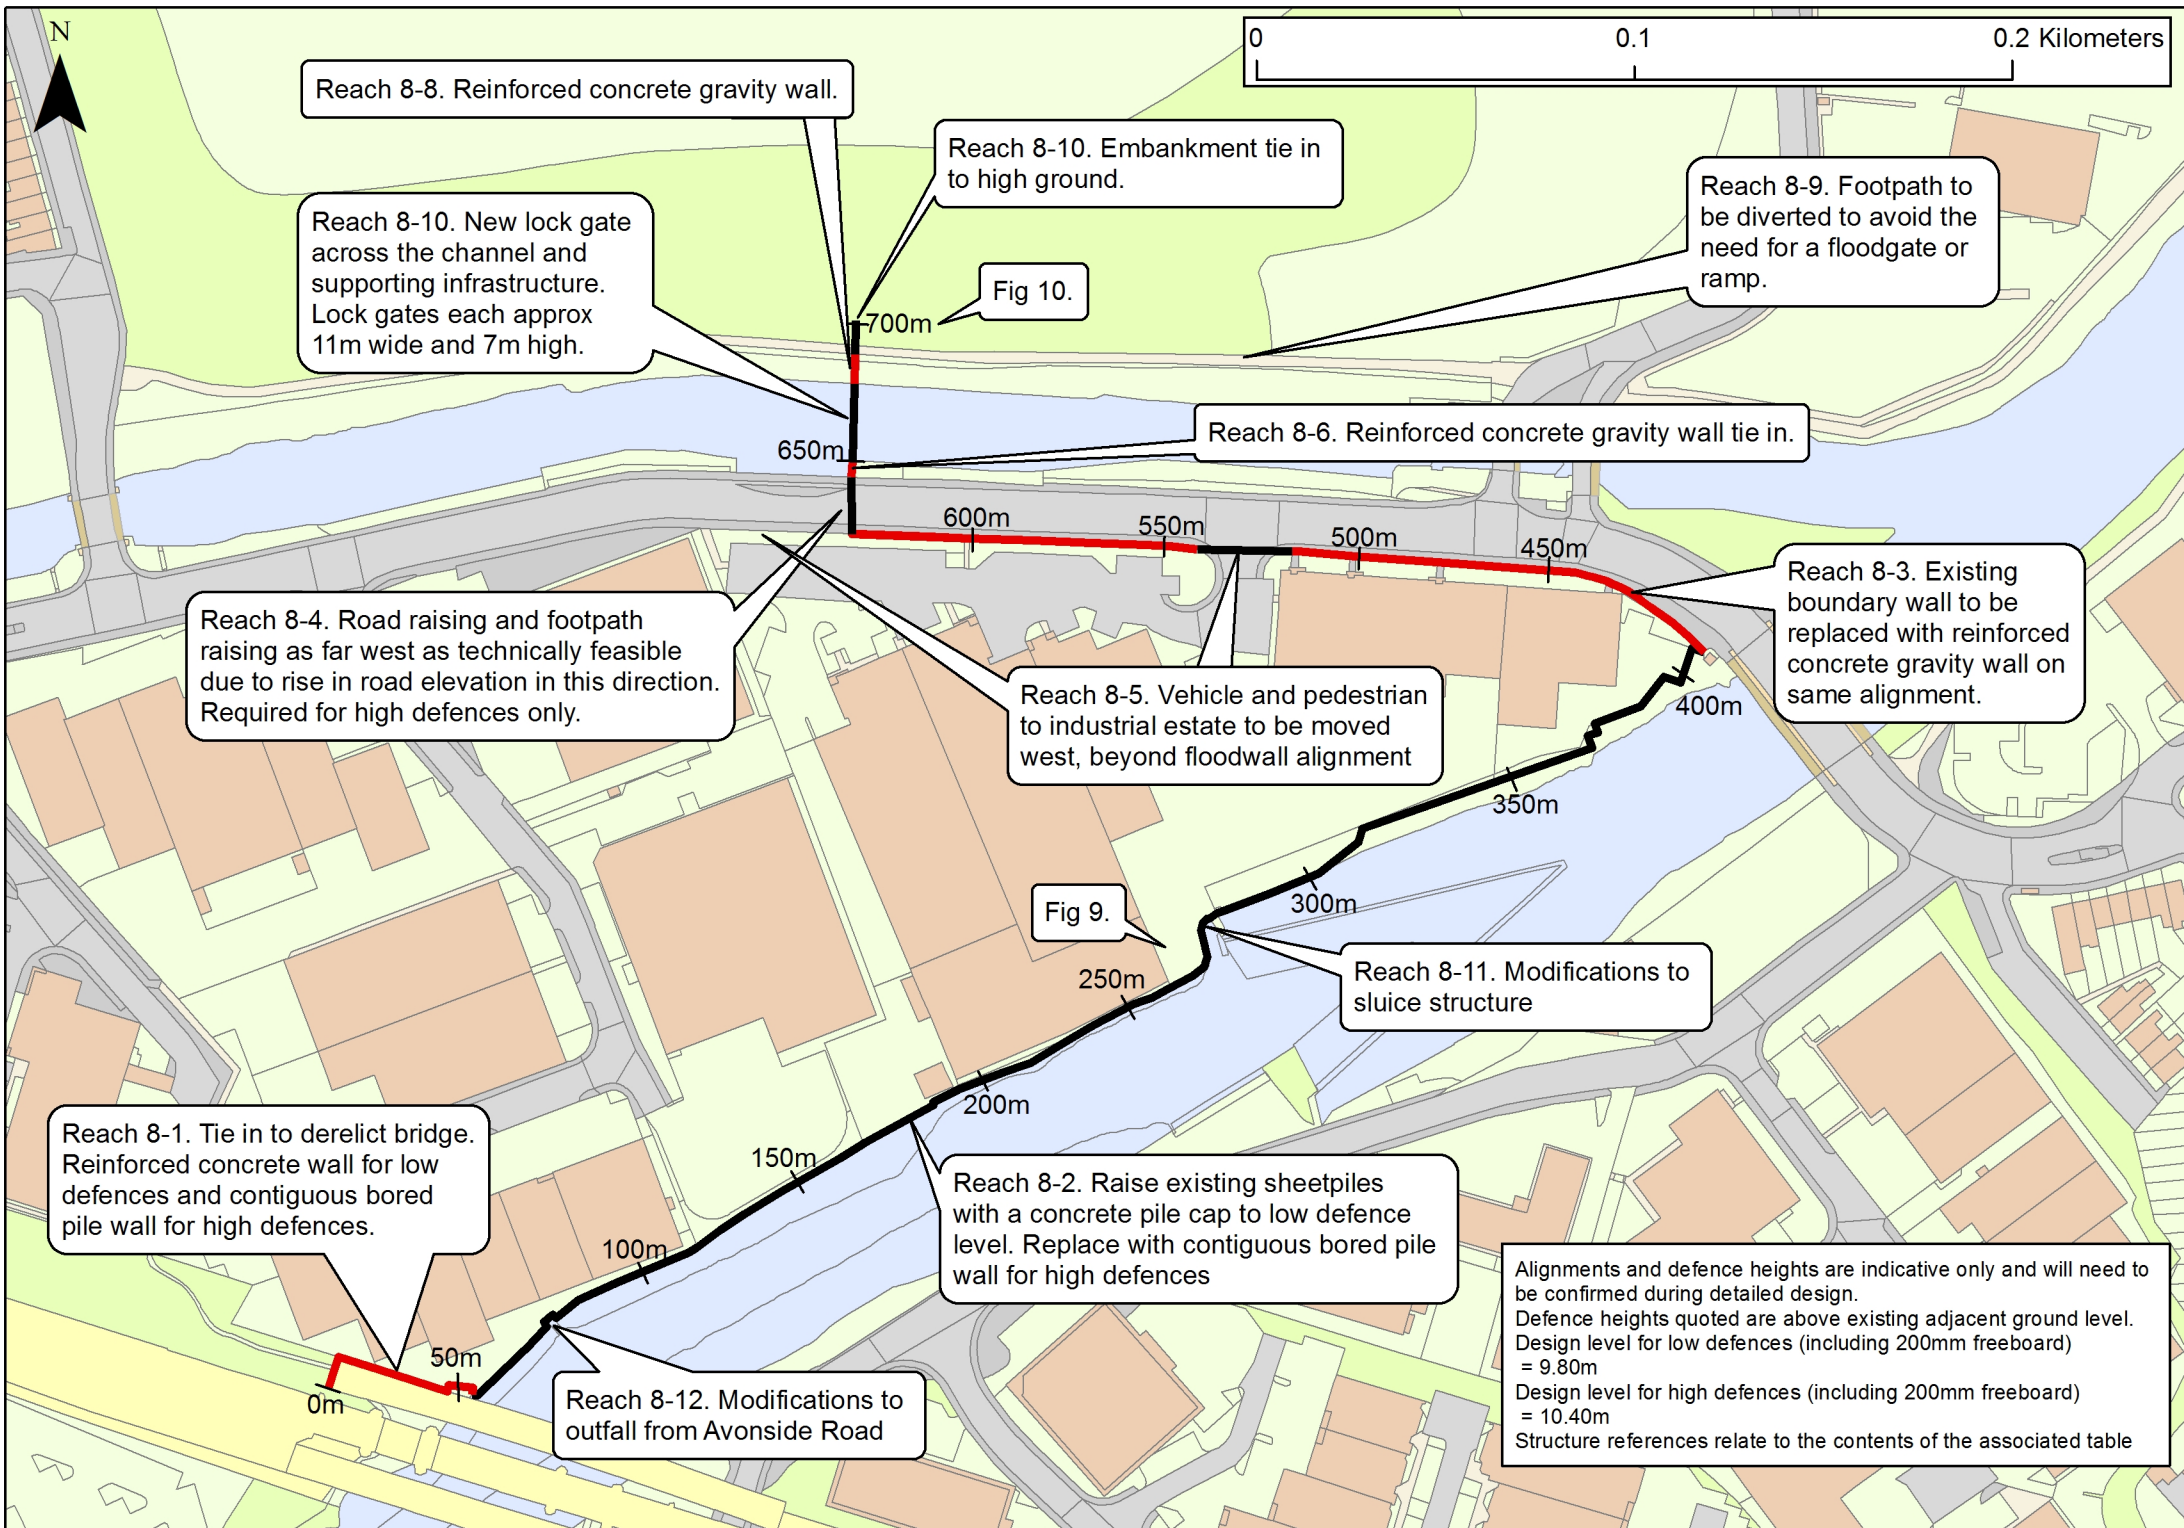 N
0 0.1 0.2 Kilometers
Reach 8-8. Reinforced concrete gravity wall.
Reach 8-10. Embankment tie in
to high ground.
Reach 8-9. Footpath to
be diverted to avoid the
need for a floodgate or
ramp.
Reach 8-10. New lock gate
across the channel and
supporting infrastructure.
Lock gates each approx
11m wide and 7m high.
Fig 10.
700m
Reach 8-6. Reinforced concrete gravity wall tie in.
650m
600m
550m
500m
450m
Reach 8-3. Existing
boundary wall to be
replaced with reinforced
concrete gravity wall on
same alignment.
Reach 8-4. Road raising and footpath
raising as far west as technically feasible
due to rise in road elevation in this direction.
Required for high defences only.
Reach 8-5. Vehicle and pedestrian
to industrial estate to be moved
west, beyond floodwall alignment
400m
350m
300m
Fig 9.
250m
Reach 8-11. Modifications to
sluice structure
200m
150m
Reach 8-1. Tie in to derelict bridge.
Reinforced concrete wall for low
defences and contiguous bored
pile wall for high defences.
Reach 8-2. Raise existing sheetpiles
with a concrete pile cap to low defence
level. Replace with contiguous bored pile
wall for high defences
100m
50m
0m
Reach 8-12. Modifications to
outfall from Avonside Road
Alignments and defence heights are indicative only and will need to
be confirmed during detailed design.
Defence heights quoted are above existing adjacent ground level.
Design level for low defences (including 200mm freeboard)
= 9.80m
Design level for high defences (including 200mm freeboard)
= 10.40m
Structure references relate to the contents of the associated table